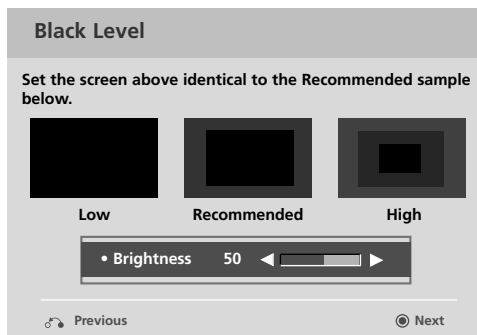 Black Level
Set the screen above identical to the Recommended sample
below.
Low Recommended High
• Brightness 50 ◀ ▶
Previous Next